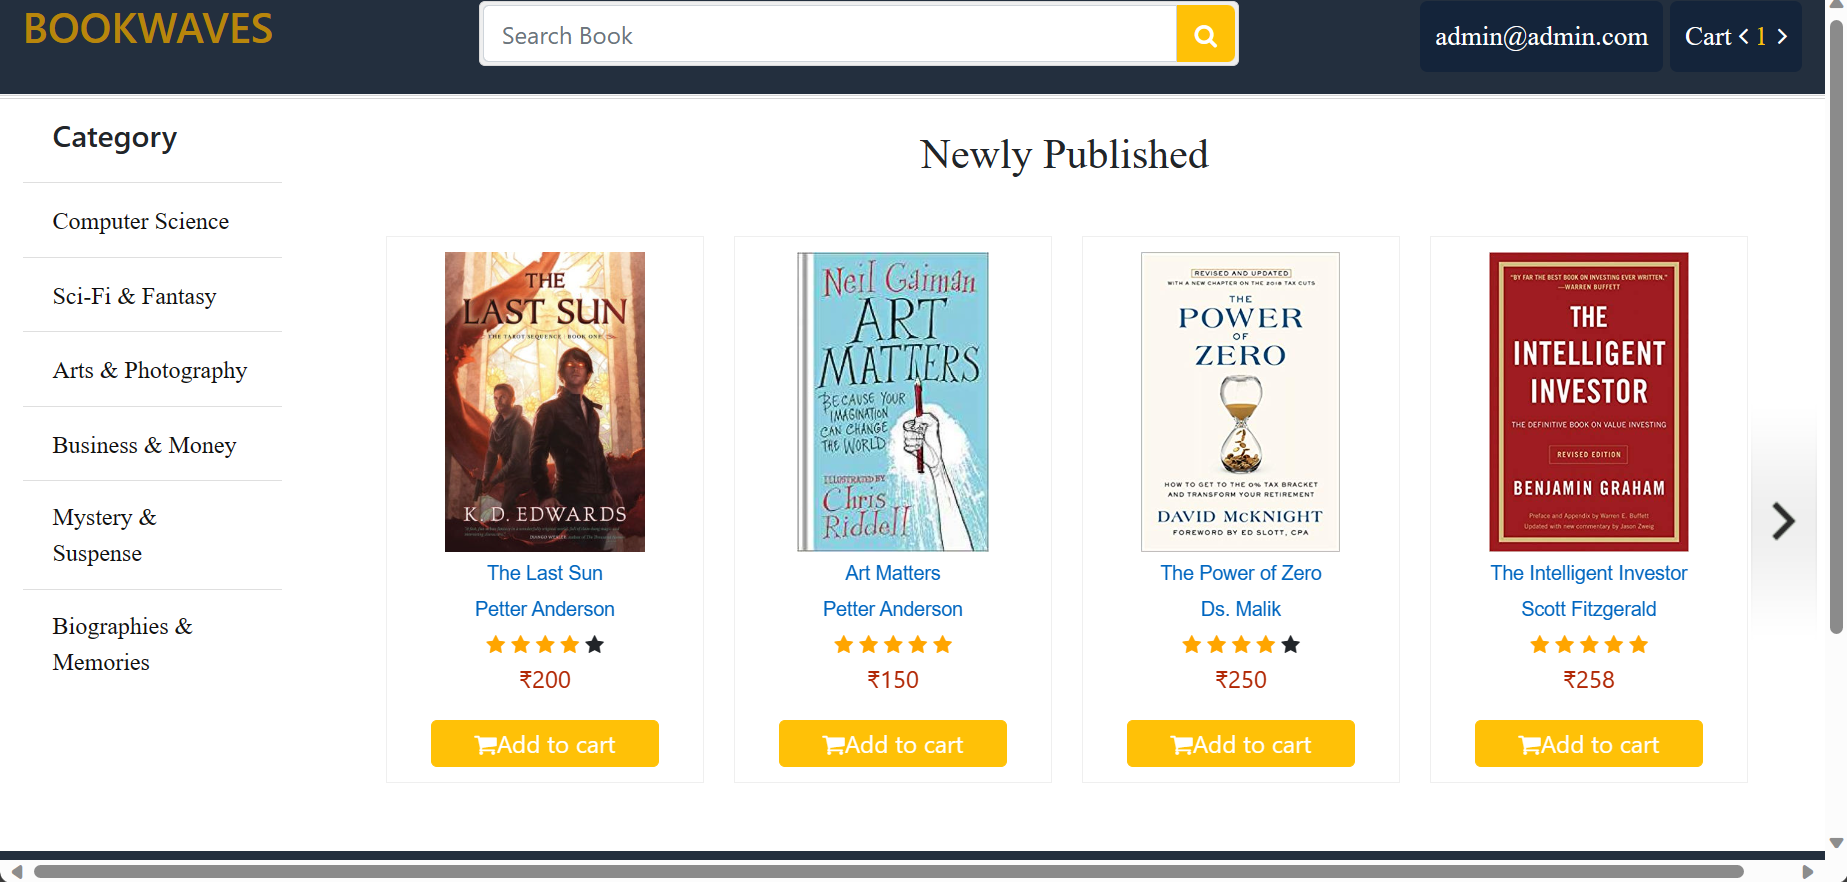 BOOKWAVES
Search Book
admin@admin.com
Cart < 1 >
Category
Computer Science
Sci-Fi & Fantasy
Arts & Photography
Business & Money
Mystery &
Suspense
Biographies &
Memories
Newly Published
THE
LAST SUN
THE TAROT SEQUENCE : BOOK ONE
K. D. EDWARDS
The Last Sun
Petter Anderson
₹200
Add to cart
Neil Gaiman
ART
MATTERS
BECAUSE YOUR
IMAGINATION
CAN CHANGE
THE WORLD
ILLUSTRATED BY
Chris
Riddell
Art Matters
Petter Anderson
₹150
Add to cart
REVISED AND UPDATED
WITH A NEW CHAPTER ON THE 2018 TAX CUTS
THE
POWER
OF
ZERO
HOW TO GET TO THE 0% TAX BRACKET
AND TRANSFORM YOUR RETIREMENT
DAVID McKNIGHT
FOREWORD BY ED SLOTT, CPA
The Power of Zero
Ds. Malik
₹250
Add to cart
"BY FAR THE BEST BOOK ON INVESTING EVER WRITTEN."
—WARREN BUFFETT
THE
INTELLIGENT
INVESTOR
THE DEFINITIVE BOOK ON VALUE INVESTING
REVISED EDITION
BENJAMIN GRAHAM
Preface and Appendix by Warren E. Buffett
Updated with new commentary by Jason Zweig
The Intelligent Investor
Scott Fitzgerald
₹258
Add to cart